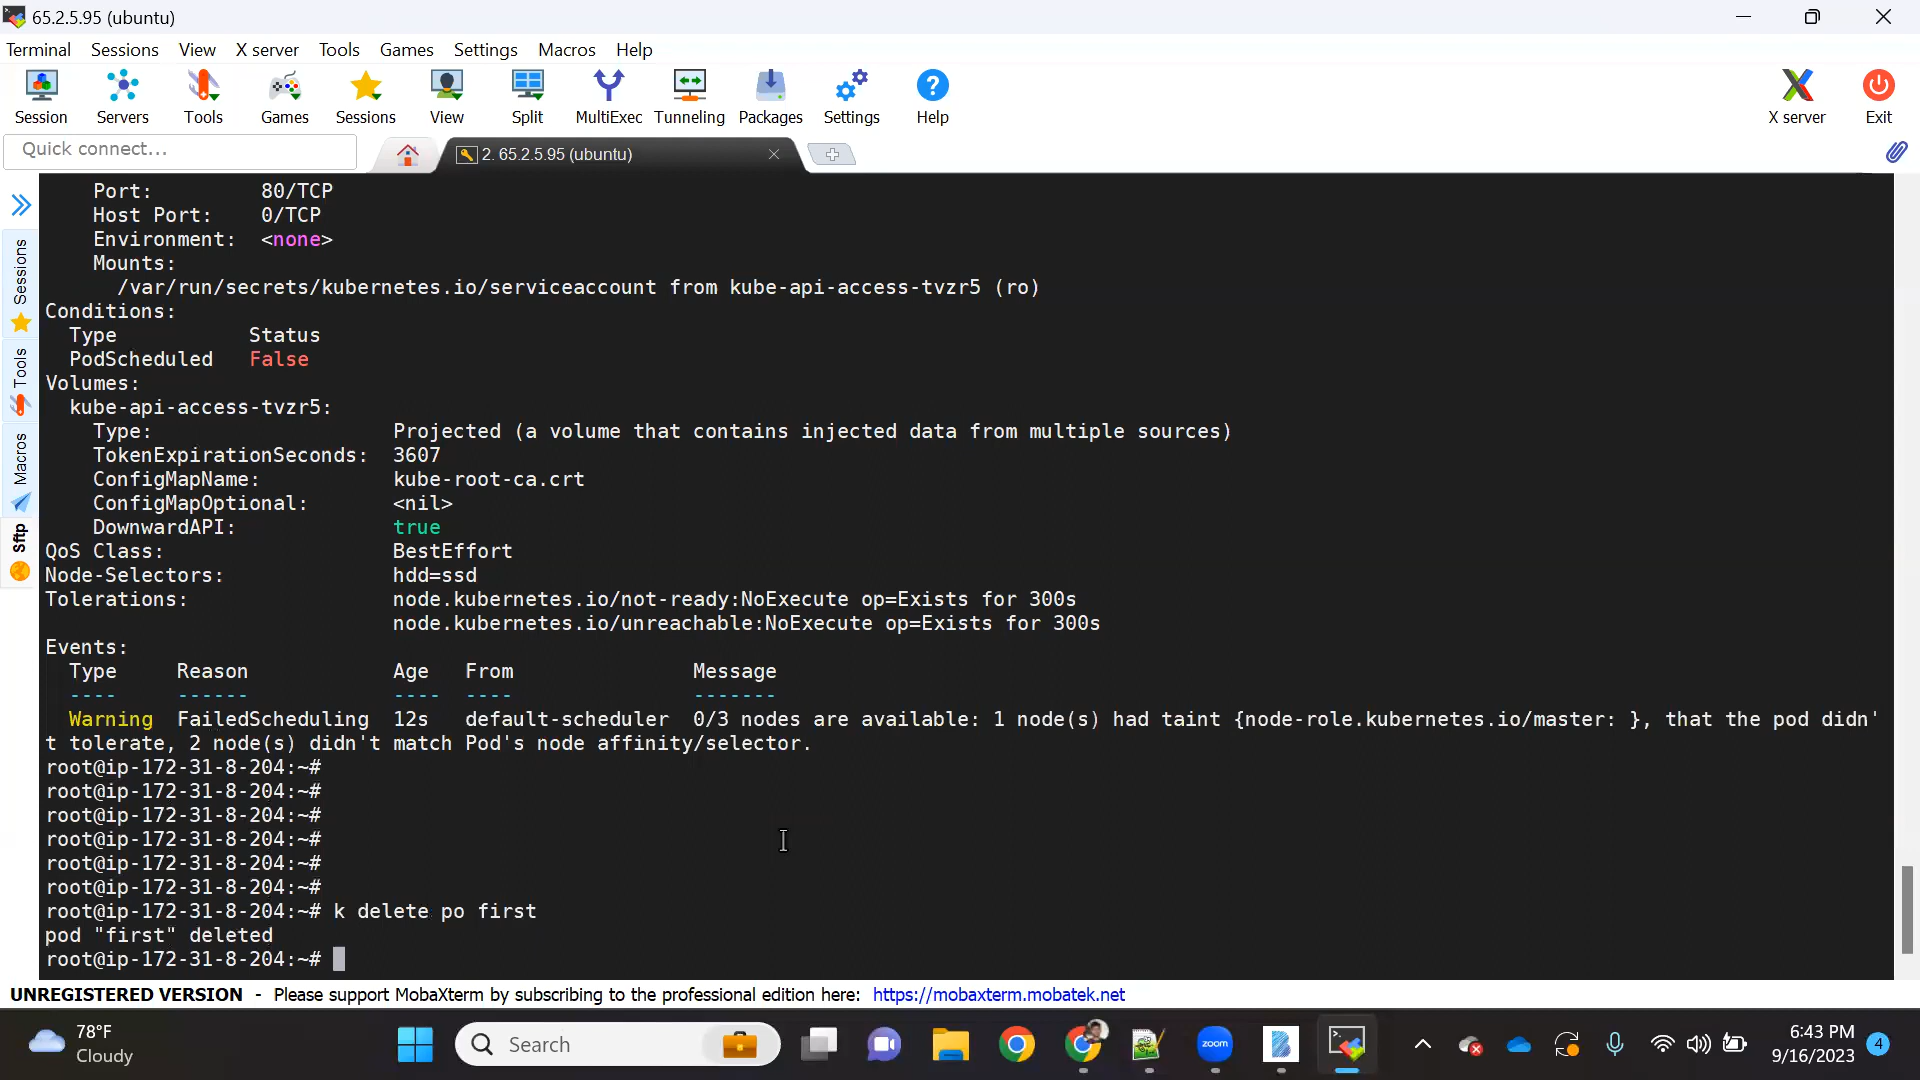 65.2.5.95 (ubuntu)
Terminal Sessions View X server Tools Games Settings Macros Help
Session Servers Tools Games Sessions View Split MultiExec Tunneling Packages Settings Help X server Exit
Quick connect...
2. 65.2.5.95 (ubuntu)
Sessions
Tools
Macros
Sftp
Port: 80/TCP
Host Port: 0/TCP
Environment: <none>
Mounts:
/var/run/secrets/kubernetes.io/serviceaccount from kube-api-access-tvzr5 (ro)
Conditions:
Type Status
PodScheduled False
Volumes:
kube-api-access-tvzr5:
Type: Projected (a volume that contains injected data from multiple sources)
TokenExpirationSeconds: 3607
ConfigMapName: kube-root-ca.crt
ConfigMapOptional: <nil>
DownwardAPI: true
QoS Class: BestEffort
Node-Selectors: hdd=ssd
Tolerations: node.kubernetes.io/not-ready:NoExecute op=Exists for 300s
node.kubernetes.io/unreachable:NoExecute op=Exists for 300s
Events:
Type Reason Age From Message
---- ------ ---- ---- -------
Warning FailedScheduling 12s default-scheduler 0/3 nodes are available: 1 node(s) had taint {node-role.kubernetes.io/master: }, that the pod didn'
t tolerate, 2 node(s) didn't match Pod's node affinity/selector.
root@ip-172-31-8-204:~#
root@ip-172-31-8-204:~#
root@ip-172-31-8-204:~#
root@ip-172-31-8-204:~#
root@ip-172-31-8-204:~#
root@ip-172-31-8-204:~#
root@ip-172-31-8-204:~# k delete po first
pod "first" deleted
root@ip-172-31-8-204:~#
UNREGISTERED VERSION - Please support MobaXterm by subscribing to the professional edition here: https://mobaxterm.mobatek.net
78°F
Cloudy
Search
zoom
6:43 PM
9/16/2023
4